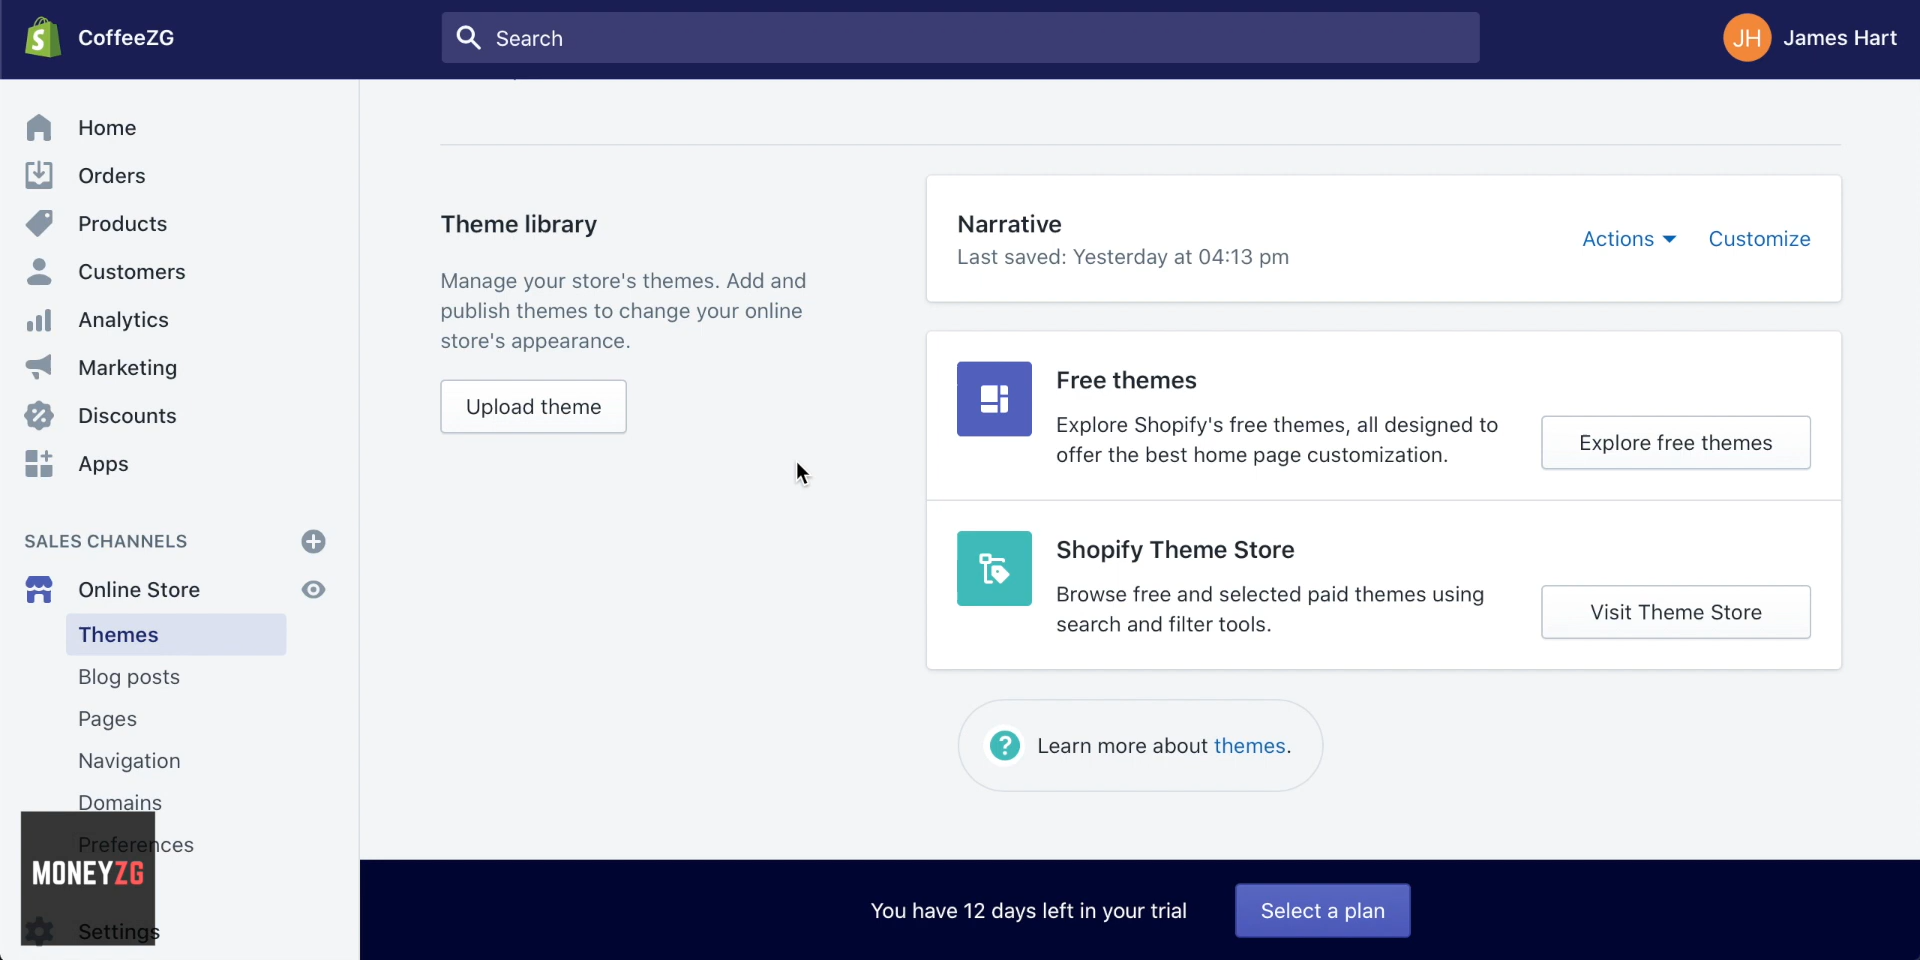 CoffeeZG
Search
JH
James Hart
Home
Orders
Products
Customers
Analytics
Marketing
Discounts
Apps
SALES CHANNELS
Online Store
Themes
Blog posts
Pages
Navigation
Domains
Preferences
Settings
MONEYZG
Theme library
Manage your store's themes. Add and
publish themes to change your online
store's appearance.
Upload theme
Narrative
Last saved: Yesterday at 04:13 pm
Actions
Customize
Free themes
Explore Shopify's free themes, all designed to
offer the best home page customization.
Explore free themes
Shopify Theme Store
Browse free and selected paid themes using
search and filter tools.
Visit Theme Store
Learn more about themes.
You have 12 days left in your trial
Select a plan